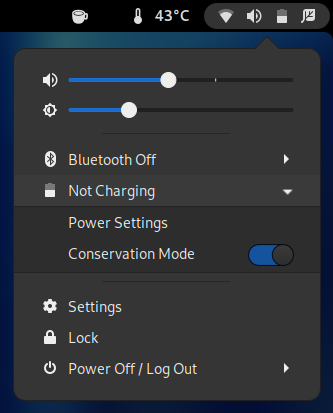 43°C
Bluetooth Off
Not Charging
Power Settings
Conservation Mode
Settings
Lock
Power Off / Log Out